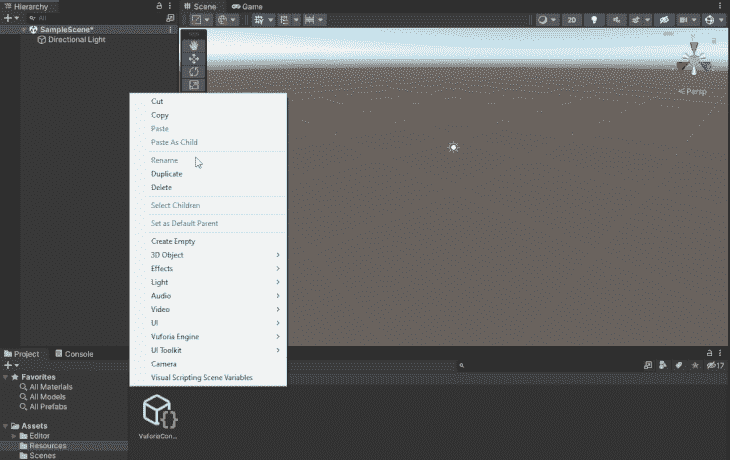 Hierarchy
Scene
Game
All
2D
SampleScene*
Directional Light
Persp
Cut
Copy
Paste
Paste As Child
Rename
Duplicate
Delete
Select Children
Set as Default Parent
Create Empty
3D Object
Effects
Light
Audio
Video
UI
Vuforia Engine
UI Toolkit
Camera
Visual Scripting Scene Variables
Project
Console
17
Favorites
All Materials
All Models
All Prefabs
Assets
Editor
Resources
Scenes
VuforiaCon...